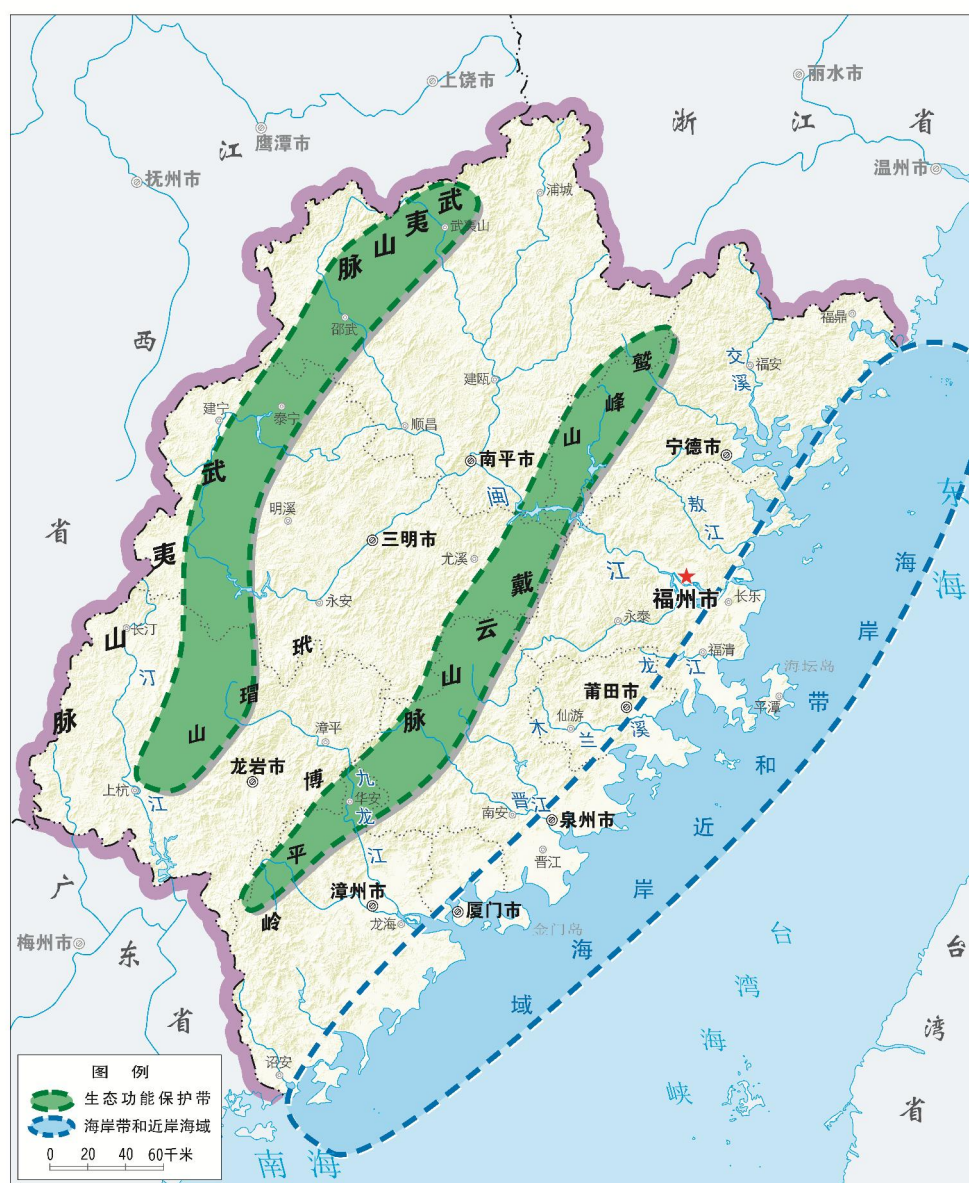 上饶市
丽水市
浙江省
鹰潭市
江西省
抚州市
温州市
浦城
武夷山脉
武夷山
福鼎
邵武
鹫峰山
交溪
福安
建瓯
建宁
泰宁
顺昌
南平市
宁德市
武夷山脉
明溪
闽江
敖江
东海
三明市
尤溪
戴云山脉
福州市
长乐
永安
永泰
长汀
汀江
玳瑁山
福清
龙江
海坛岛
平潭
莆田市
仙游
木兰溪
漳平
龙岩市
上杭
博平岭
九龙江
华安
南安
晋江
泉州市
晋江
漳州市
厦门市
龙海
金门岛
海岸带和近岸海域
广东省
梅州市
台湾海峡
台湾省
诏安
南海
图例
生态功能保护带
海岸带和近岸海域
0 20 40 60千米